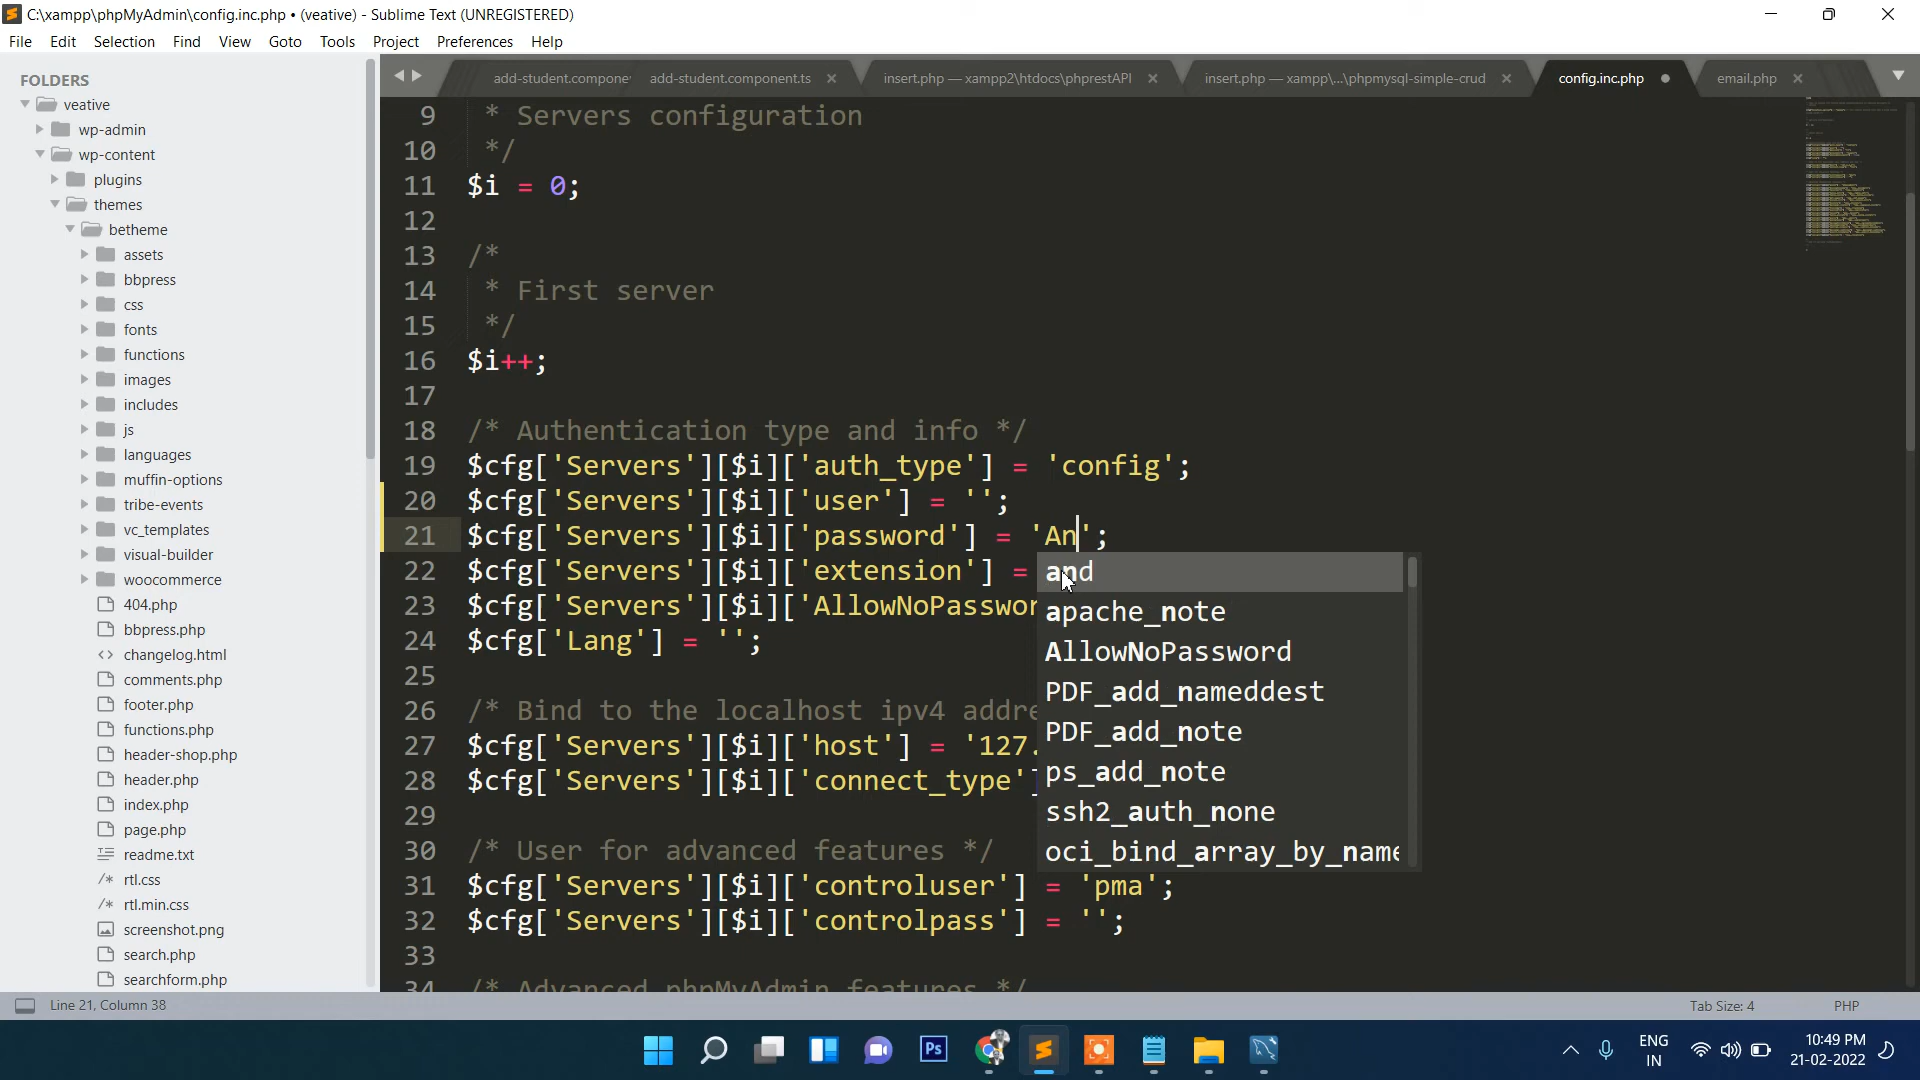 C:\xampp\phpMyAdmin\config.inc.php • (veative) - Sublime Text (UNREGISTERED)
File Edit Selection Find View Goto Tools Project Preferences Help
FOLDERS
veative
wp-admin
wp-content
plugins
themes
betheme
assets
bbpress
css
fonts
functions
images
includes
js
languages
muffin-options
tribe-events
vc_templates
visual-builder
woocommerce
404.php
bbpress.php
changelog.html
comments.php
footer.php
functions.php
header-shop.php
header.php
index.php
page.php
readme.txt
rtl.css
rtl.min.css
screenshot.png
search.php
searchform.php
add-student.compone add-student.component.ts insert.php — xampp2\htdocs\phprestAPI insert.php — xampp\...\phpmysql-simple-crud config.inc.php email.php
9 * Servers configuration
10 */
11 $i = 0;
12
13 /*
14 * First server
15 */
16 $i++;
17
18 /* Authentication type and info */
19 $cfg['Servers'][$i]['auth_type'] = 'config';
20 $cfg['Servers'][$i]['user'] = '';
21 $cfg['Servers'][$i]['password'] = 'An';
22 $cfg['Servers'][$i]['extension'] =
23 $cfg['Servers'][$i]['AllowNoPasswor
24 $cfg['Lang'] = '';
25
26 /* Bind to the localhost ipv4 addre
27 $cfg['Servers'][$i]['host'] = '127.
28 $cfg['Servers'][$i]['connect_type']
29
30 /* User for advanced features */
31 $cfg['Servers'][$i]['controluser'] = 'pma';
32 $cfg['Servers'][$i]['controlpass'] = '';
33
34 /* Advanced phpMyAdmin features */
and
apache_note
AllowNoPassword
PDF_add_nameddest
PDF_add_note
ps_add_note
ssh2_auth_none
oci_bind_array_by_name
Line 21, Column 38
Tab Size: 4
PHP
Ps
ENG
IN
10:49 PM
21-02-2022